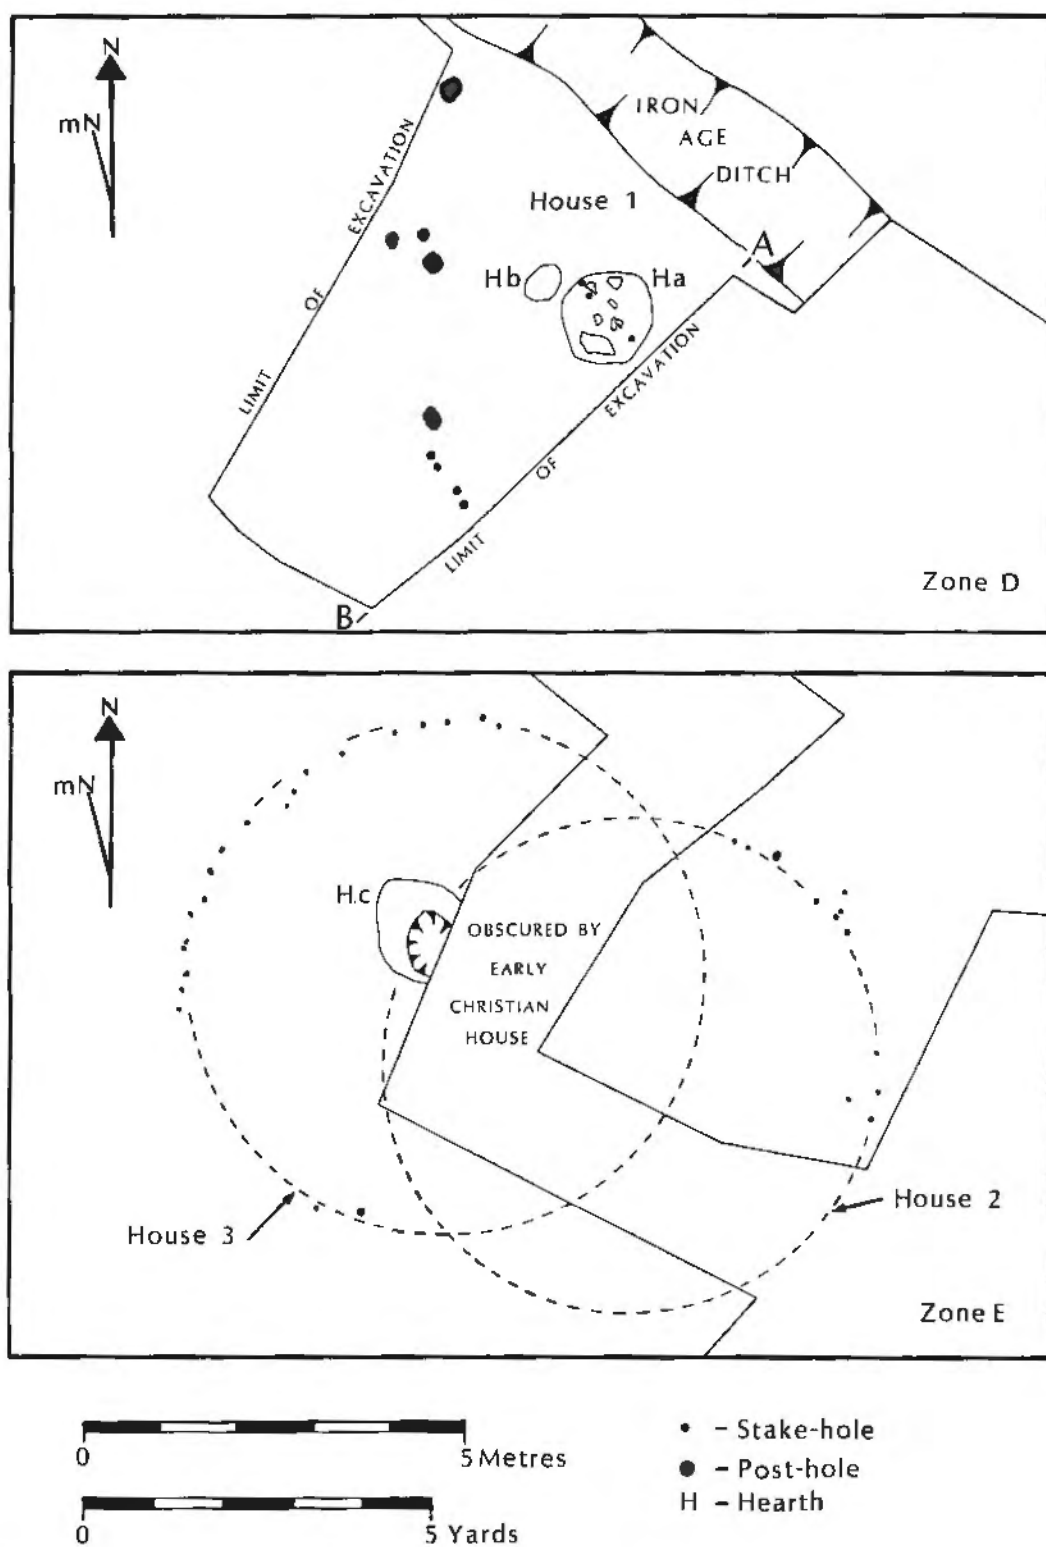 N
mN
LIMIT OF EXCAVATION
IRON
AGE
DITCH
House 1
A
Hb
Ha
LIMIT OF EXCAVATION
B
Zone D
N
mN
H.c
OBSCURED BY
EARLY
CHRISTIAN
HOUSE
House 3
House 2
Zone E
0 5 Metres
0 5 Yards
• – Stake-hole
● – Post-hole
H – Hearth